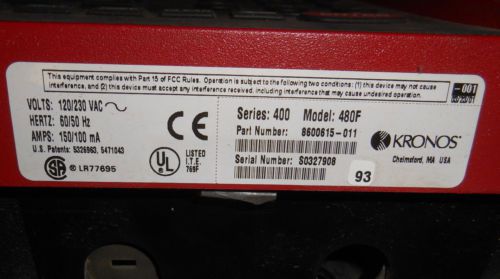 This equipment complies with Part 15 of FCC Rules. Operation is subject to the following two conditions: (1) this device may not cause
interference, and (2) this device must accept any interference received, including interference that may cause undesired operation.
-001
VOLTS: 120/230 VAC
HERTZ: 60/50 Hz
AMPS: 150/100 mA
U.S. Patents: 5326963, 5471043
SA ® LR77695
UL ®
LISTED
I.T.E.
769F
Series: 400 Model: 480F
Part Number: 8600615-011
Serial Number: S0327908
93
KRONOS®
Chelmsford, MA USA